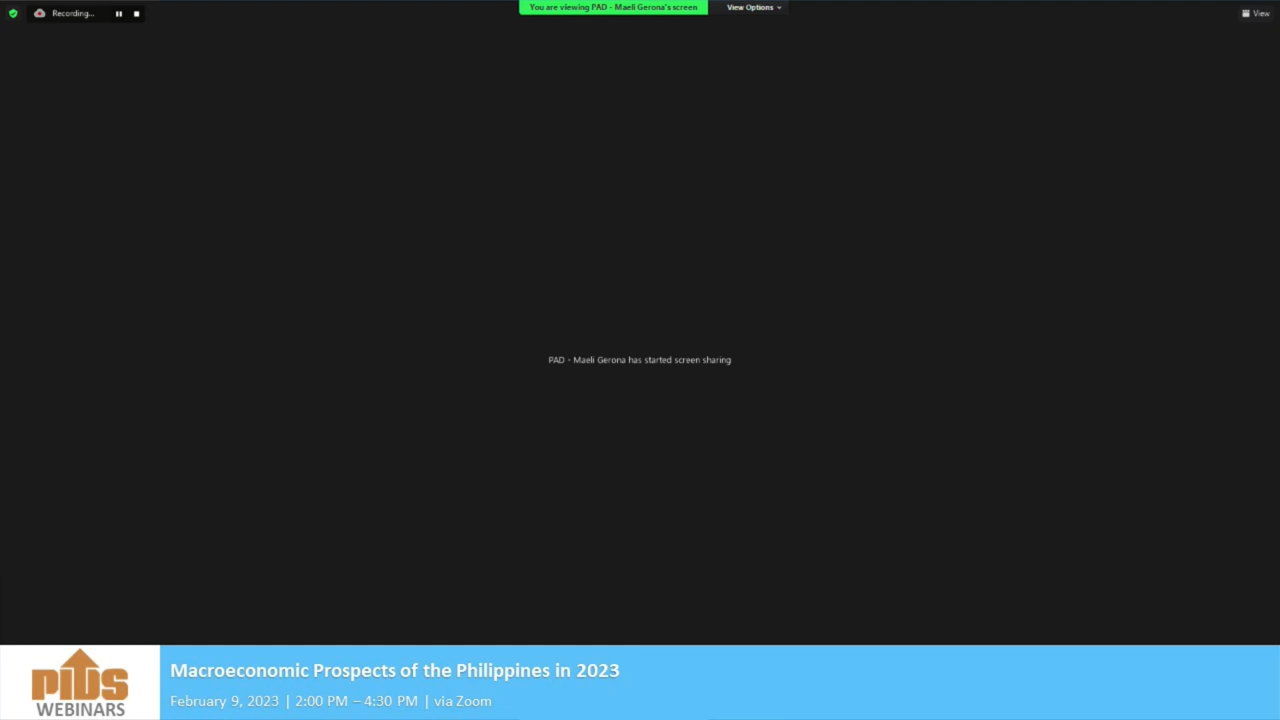 Recording...
You are viewing PAD - Maeli Gerona's screen
View Options
View
PAD - Maeli Gerona has started screen sharing
PIDS
WEBINARS
Macroeconomic Prospects of the Philippines in 2023
February 9, 2023 | 2:00 PM – 4:30 PM | via Zoom